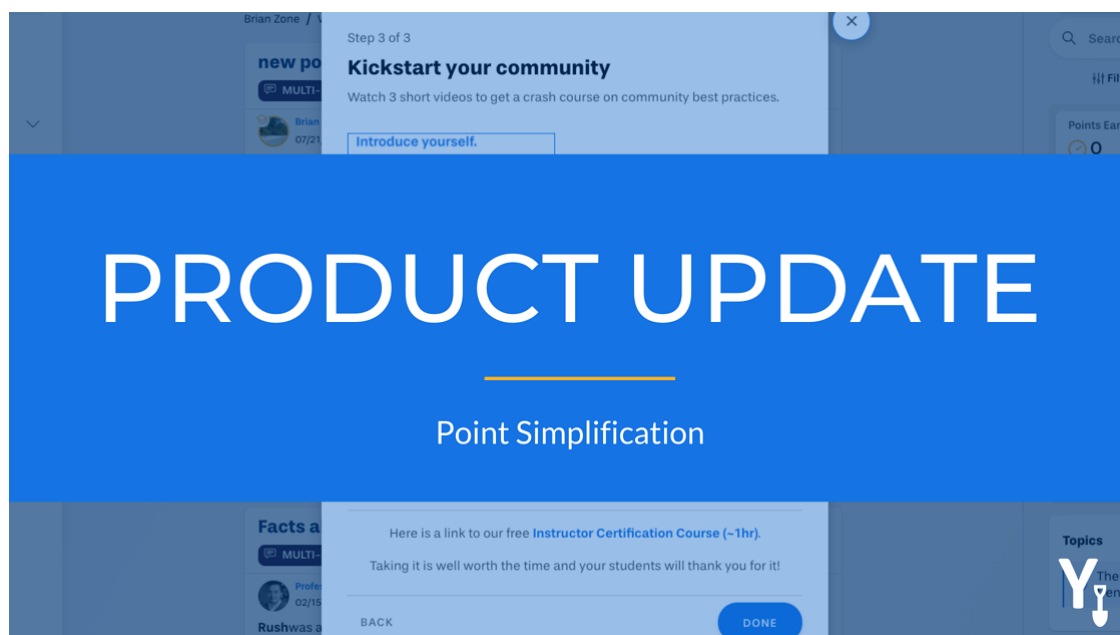 Brian Zone /
Step 3 of 3
Kickstart your community
Watch 3 short videos to get a crash course on community best practices.
Introduce yourself.
new po
MULTI-
Brian
07/21
Sear
Fil
Points Ear
0
PRODUCT UPDATE
Point Simplification
Here is a link to our free Instructor Certification Course (~1hr).
Taking it is well worth the time and your students will thank you for it!
BACK
DONE
Facts a
MULTI-
Profe
02/15
Rush was a
Topics
The
Y